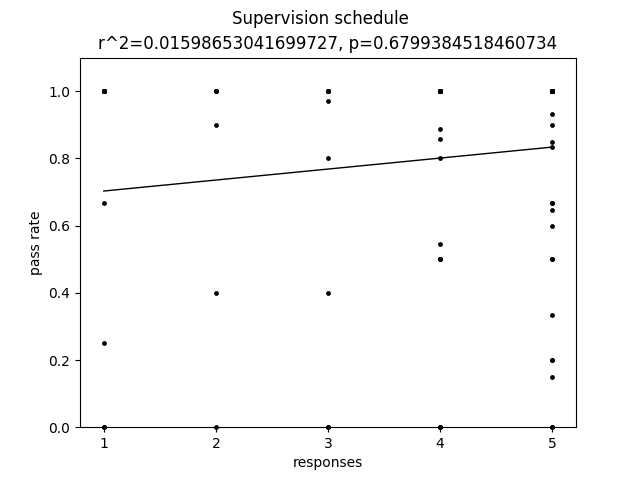 Supervision schedule
r^2=0.01598653041699727, p=0.6799384518460734
1.0
0.8
0.6
0.4
0.2
0.0
pass rate
1 2 3 4 5
responses